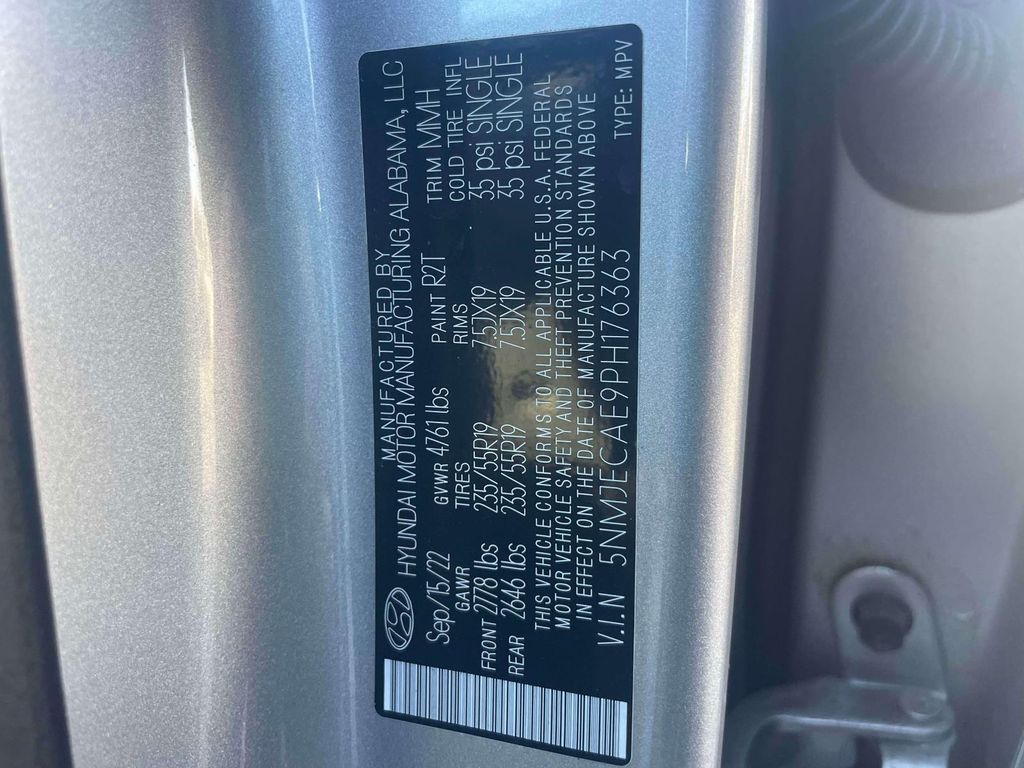 MANUFACTURED BY
HYUNDAI MOTOR MANUFACTURING ALABAMA, LLC
Sep/15/22 GVWR 4761 lbs PAINT R2T TRIM MMH
GAWR TIRES RIMS COLD TIRE INFL
FRONT 2778 lbs 235/55R19 7.5JX19 35 psi SINGLE
REAR 2646 lbs 235/55R19 7.5JX19 35 psi SINGLE
THIS VEHICLE CONFORMS TO ALL APPLICABLE U.S.A. FEDERAL
MOTOR VEHICLE SAFETY AND THEFT PREVENTION STANDARDS
IN EFFECT ON THE DATE OF MANUFACTURE SHOWN ABOVE
V.I.N 5NMJECAE9PH176363 TYPE: MPV